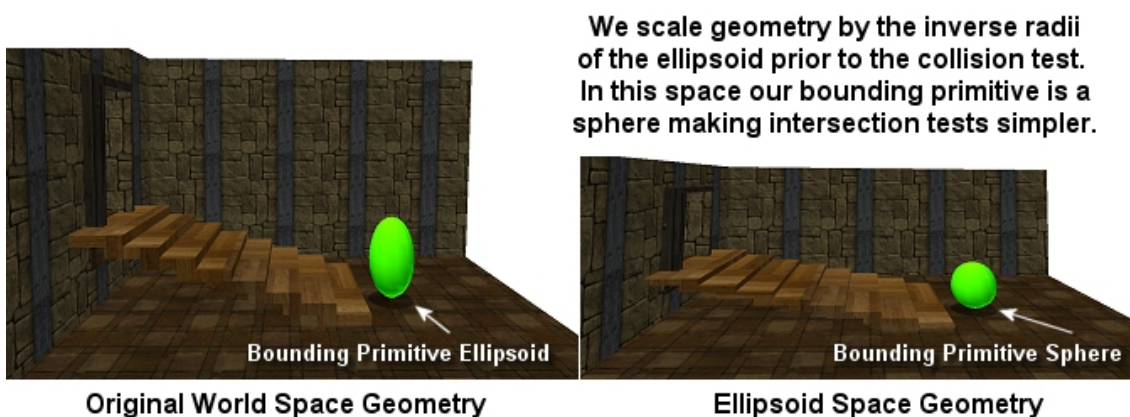 We scale geometry by the inverse radii
of the ellipsoid prior to the collision test.
In this space our bounding primitive is a
sphere making intersection tests simpler.
Bounding Primitive Ellipsoid
Bounding Primitive Sphere
Original World Space Geometry
Ellipsoid Space Geometry